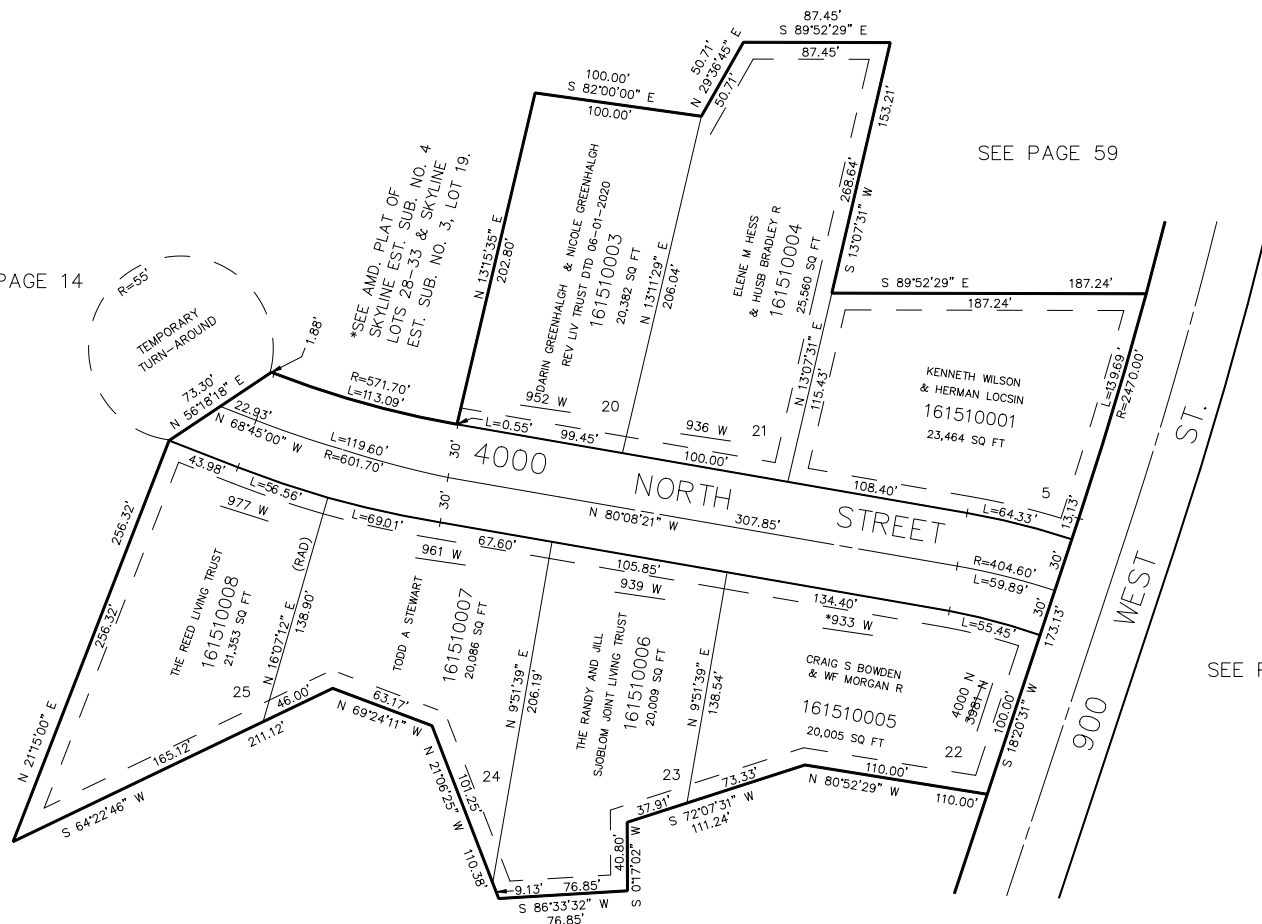 87.45'
S 89°52'29" E
87.45'
50.71'
N 29°36'45" E
50.71'
100.00'
S 82°00'00" E
100.00'
153.21'
SEE PAGE 59
268.64'
S 13°07'31" W
*SEE AMD. PLAT OF
SKYLINE EST. SUB. NO. 4
LOTS 28-33 & SKYLINE
EST. SUB. NO. 3, LOT 19.
N 13°15'35" E
202.80'
DARIN GREENHALGH & NICOLE GREENHALGH
REV LIV TRUST DTD 06-01-2020
161510003
20,382 SQ FT
N 13°11'29" E
206.04'
ELENE M HESS
& HUSB BRADLEY R
161510004
25,560 SQ FT
PAGE 14
R=55'
TEMPORARY
TURN-AROUND
1.88'
S 89°52'29" E
187.24'
187.24'
N 13°07'31" E
115.43'
KENNETH WILSON
& HERMAN LOCSIN
161510001
23,464 SQ FT
L=139.69'
R=2470.00'
73.30'
N 56°18'18" E
R=571.70'
L=113.09'
952 W
20
L=0.55'
99.45'
936 W
21
100.00'
108.40'
5
L=64.33'
13.13'
22.93'
N 68°45'00" W
L=119.60'
R=601.70'
30'
30'
4000 NORTH STREET
N 80°08'21" W
307.85'
R=404.60'
L=59.89'
30'
30'
ST.
WEST
900
43.98'
L=56.56'
977 W
L=69.01'
961 W
67.60'
105.85'
939 W
134.40'
*933 W
L=55.45'
173.13'
256.32'
256.32'
N 21°15'00" E
THE REED LIVING TRUST
161510008
21,353 SQ FT
25
N 16°07'12" E (RAD)
138.90'
TODD A STEWART
161510007
20,086 SQ FT
24
N 9°51'39" E
206.19'
THE RANDY AND JILL
SJOBLOM JOINT LIVING TRUST
161510006
20,009 SQ FT
23
N 9°51'39" E
138.54'
CRAIG S BOWDEN
& WF MORGAN R
161510005
20,005 SQ FT
22
4000 N
3981 N
100.00'
S 18°20'31" W
SEE P
46.00'
165.12'
211.12'
S 64°22'46" W
63.17'
N 69°24'11" W
N 21°06'25" W
101.25'
110.38'
9.13'
76.85'
S 86°33'32" W
76.85'
40.80'
S 0°17'02" W
37.91'
73.33'
S 72°07'31" W
111.24'
110.00'
N 80°52'29" W
110.00'